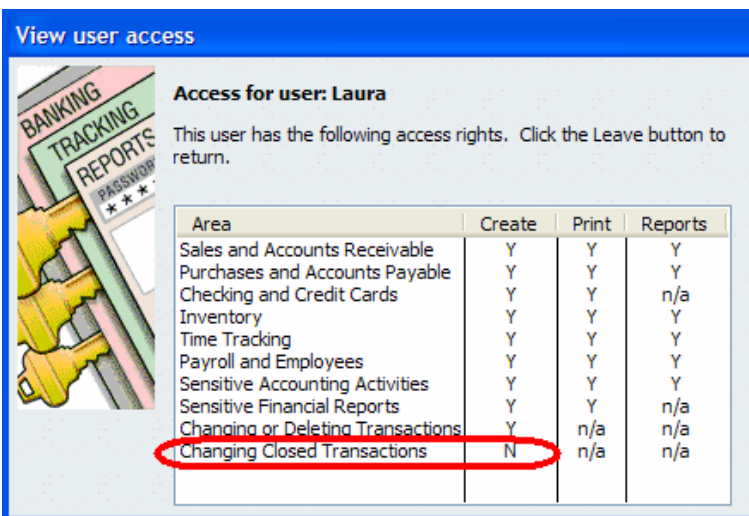 View user access
BANKING
TRACKING
REPORTS
PASSWORD
* * *
Access for user: Laura
This user has the following access rights. Click the Leave button to
return.
Area Create Print Reports
Sales and Accounts Receivable Y Y Y
Purchases and Accounts Payable Y Y Y
Checking and Credit Cards Y Y n/a
Inventory Y Y Y
Time Tracking Y Y Y
Payroll and Employees Y Y Y
Sensitive Accounting Activities Y Y Y
Sensitive Financial Reports Y Y n/a
Changing or Deleting Transactions Y n/a n/a
Changing Closed Transactions N n/a n/a